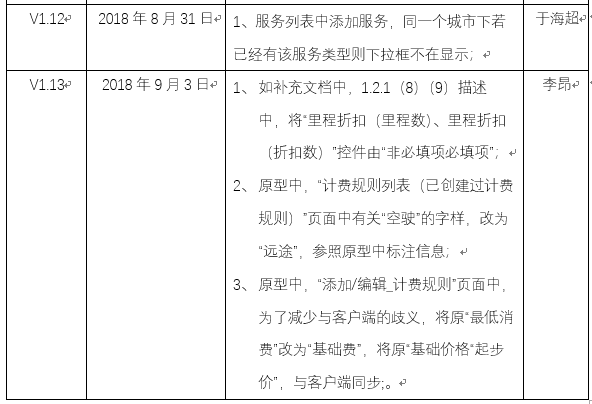 V1.12 2018 年 8 月 31 日 1、服务列表中添加服务，同一个城市下若 于海超
已经有该服务类型则下拉框不在显示；
V1.13 2018 年 9 月 3 日 1、 如补充文档中，1.2.1（8）（9）描述 李昂
中，将“里程折扣（里程数）、里程折扣
（折扣数）”控件由“非必填项必填项”；
2、 原型中，“计费规则列表（已创建过计费
规则）”页面中有关“空驶”的字样，改为
“远途”，参照原型中标注信息；
3、 原型中，“添加/编辑_计费规则”页面中，
为了减少与客户端的歧义，将原“最低消
费”改为“基础费”，将原“基础价格“起步
价”，与客户端同步;。